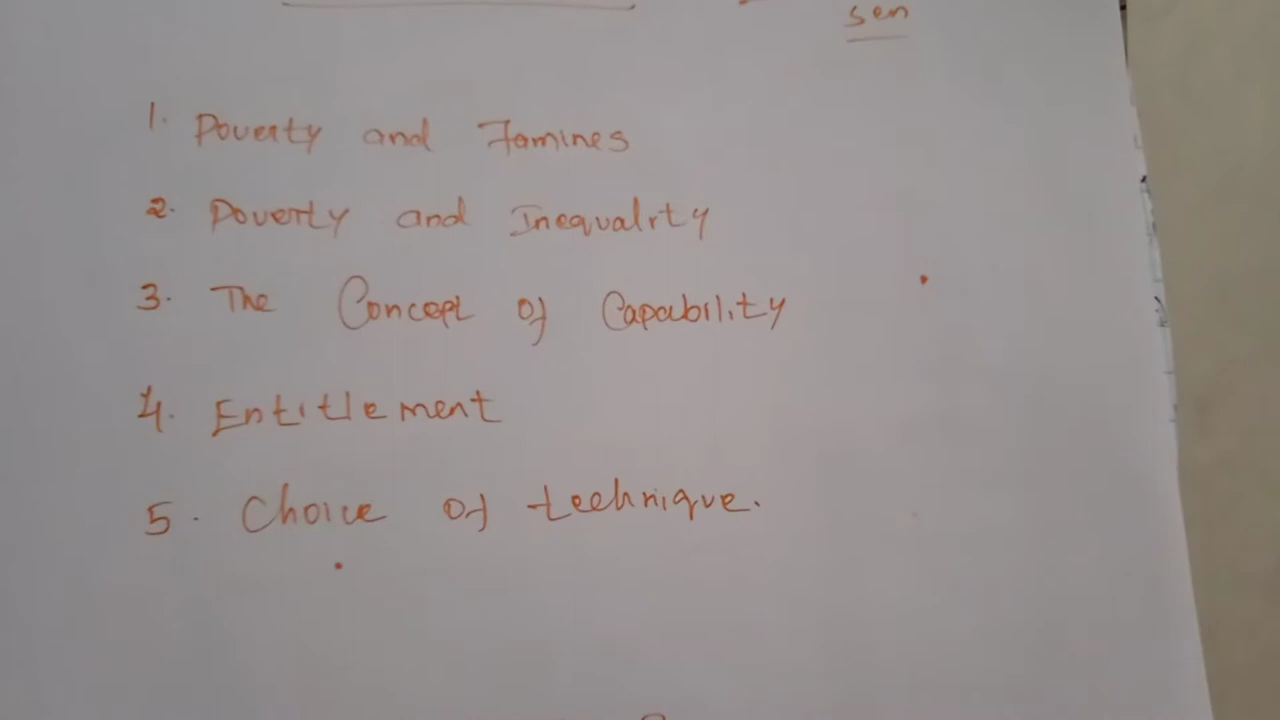 sen
1. Poverty and Famines
2. Poverty and Inequality
3. The Concept of Capability
4. Entitlement
5. Choice of technique.